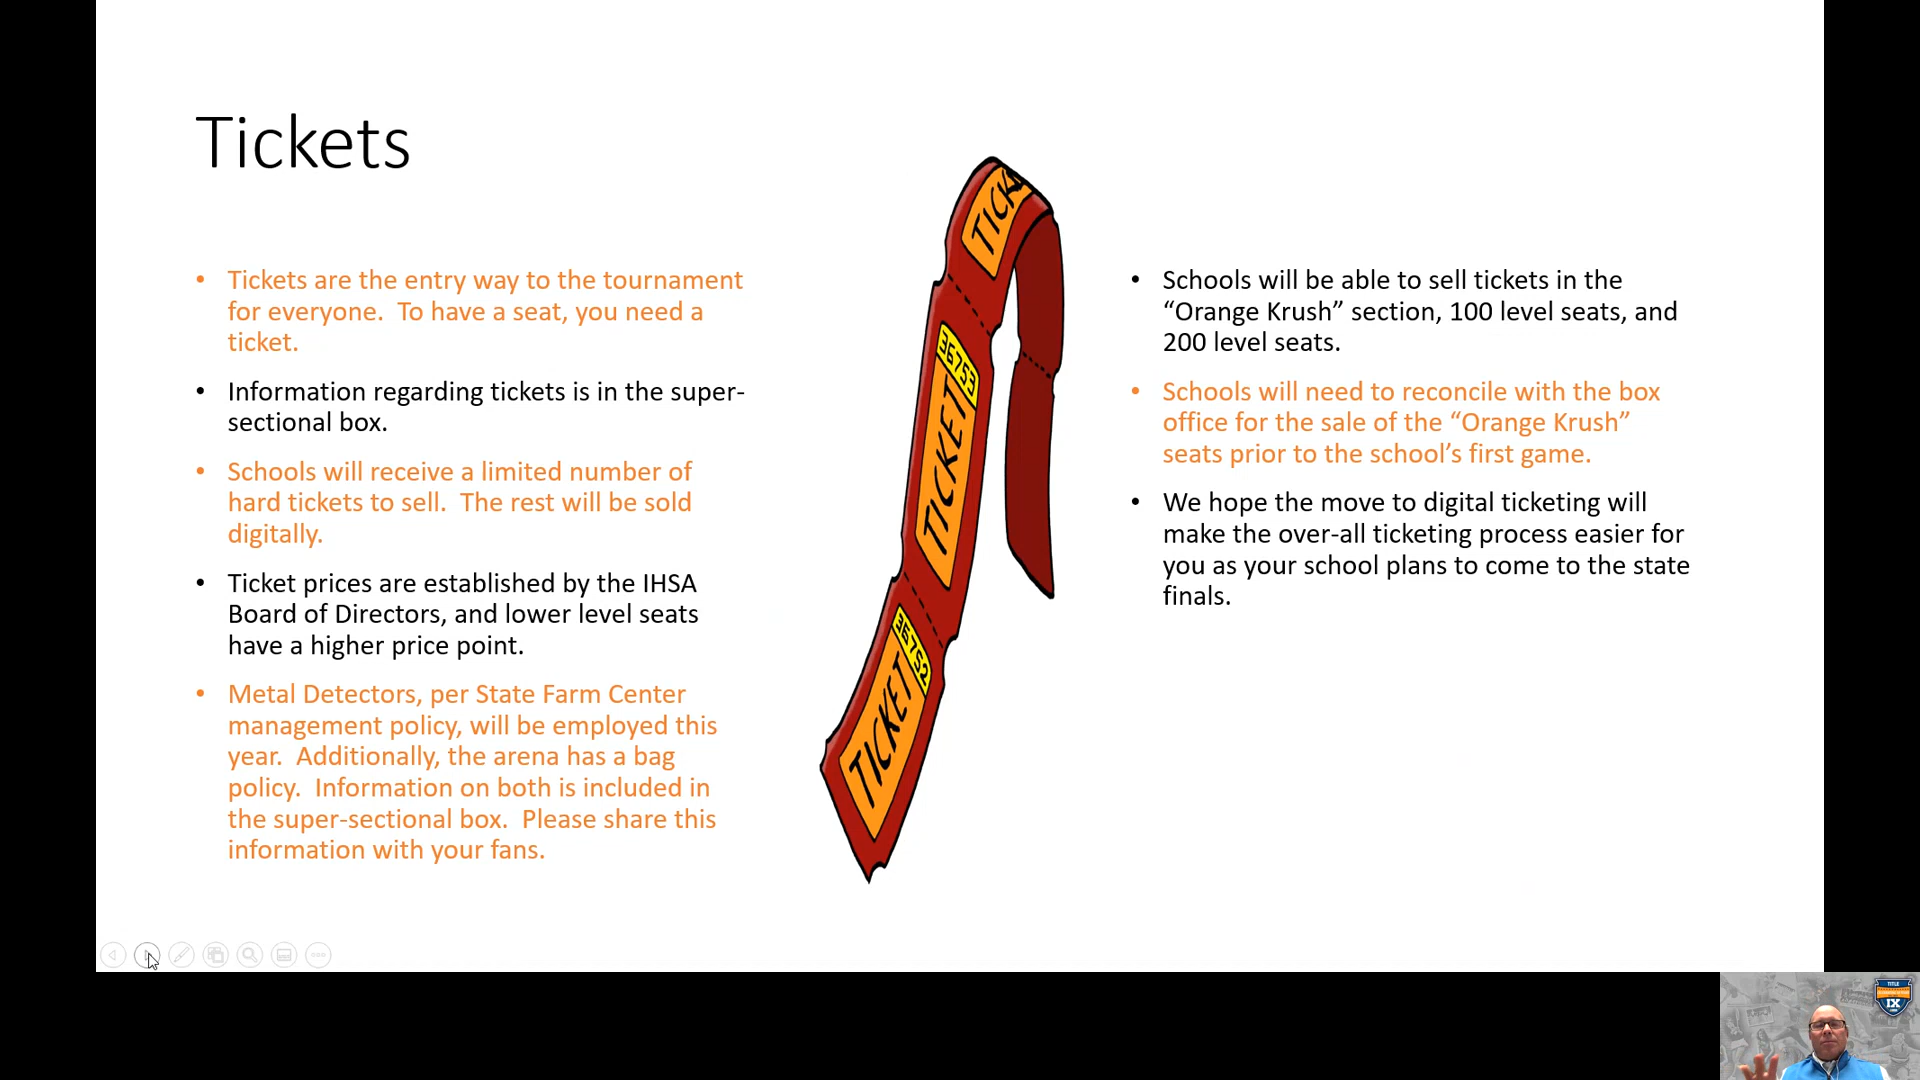 Tickets
• Tickets are the entry way to the tournament
for everyone.  To have a seat, you need a
ticket.
• Information regarding tickets is in the super-
sectional box.
• Schools will receive a limited number of
hard tickets to sell.  The rest will be sold
digitally.
• Ticket prices are established by the IHSA
Board of Directors, and lower level seats
have a higher price point.
• Metal Detectors, per State Farm Center
management policy, will be employed this
year.  Additionally, the arena has a bag
policy.  Information on both is included in
the super-sectional box.  Please share this
information with your fans.
TICK
36753
TICKET
36752
TICKET
• Schools will be able to sell tickets in the
“Orange Krush” section, 100 level seats, and
200 level seats.
• Schools will need to reconcile with the box
office for the sale of the “Orange Krush”
seats prior to the school’s first game.
• We hope the move to digital ticketing will
make the over-all ticketing process easier for
you as your school plans to come to the state
finals.
TITLE
IX